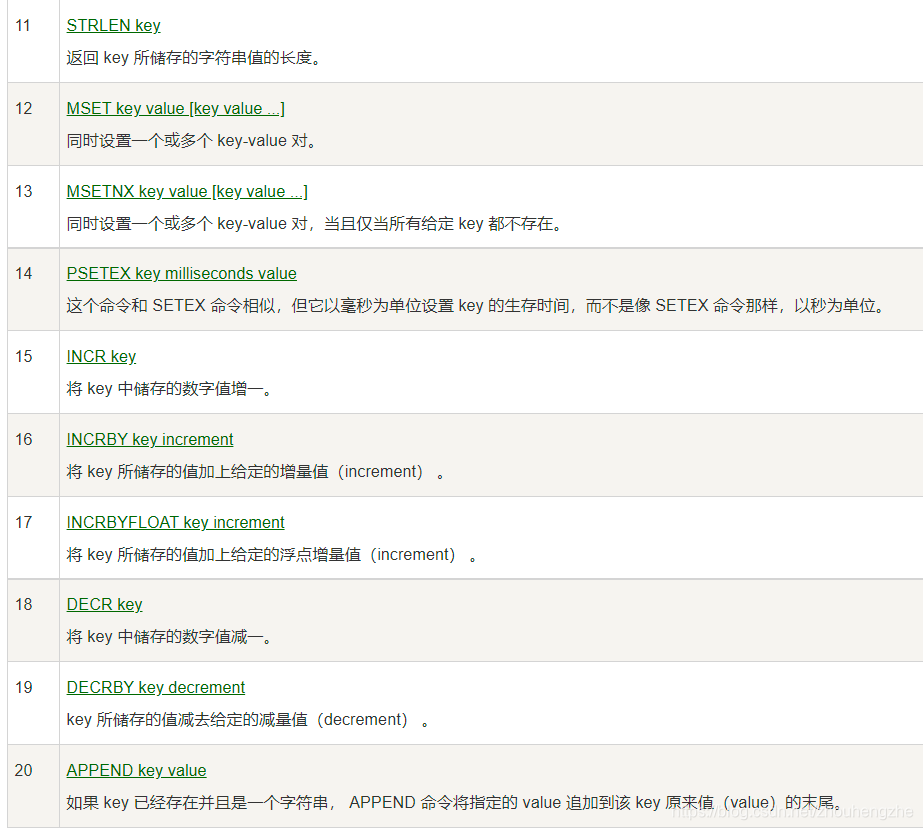 11 STRLEN key
返回 key 所储存的字符串值的长度。
12 MSET key value [key value ...]
同时设置一个或多个 key-value 对。
13 MSETNX key value [key value ...]
同时设置一个或多个 key-value 对，当且仅当所有给定 key 都不存在。
14 PSETEX key milliseconds value
这个命令和 SETEX 命令相似，但它以毫秒为单位设置 key 的生存时间，而不是像 SETEX 命令那样，以秒为单位。
15 INCR key
将 key 中储存的数字值增一。
16 INCRBY key increment
将 key 所储存的值加上给定的增量值（increment） 。
17 INCRBYFLOAT key increment
将 key 所储存的值加上给定的浮点增量值（increment） 。
18 DECR key
将 key 中储存的数字值减一。
19 DECRBY key decrement
key 所储存的值减去给定的减量值（decrement） 。
20 APPEND key value
如果 key 已经存在并且是一个字符串， APPEND 命令将指定的 value 追加到该 key 原来值（value）的末尾。
https://blog.csdn.net/zhouhengzhe